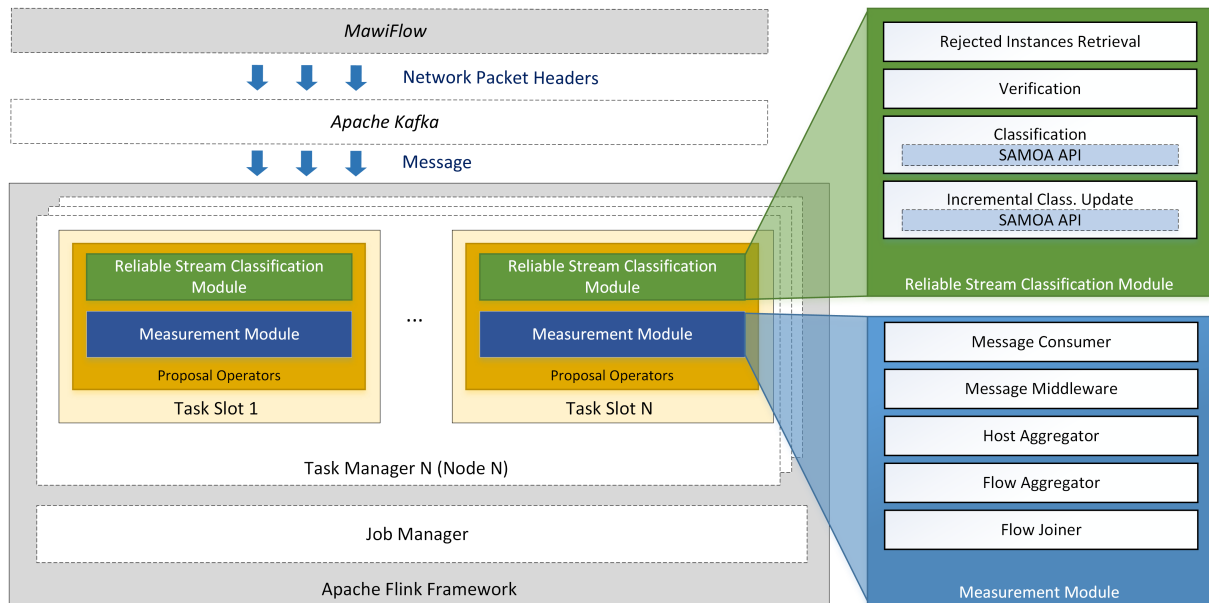 MawiFlow
Network Packet Headers
Apache Kafka
Message
Reliable Stream Classification
Module
Measurement Module
Proposal Operators
Task Slot 1
...
Reliable Stream Classification
Module
Measurement Module
Proposal Operators
Task Slot N
Task Manager N (Node N)
Job Manager
Apache Flink Framework
Rejected Instances Retrieval
Verification
Classification
SAMOA API
Incremental Class. Update
SAMOA API
Reliable Stream Classification Module
Message Consumer
Message Middleware
Host Aggregator
Flow Aggregator
Flow Joiner
Measurement Module